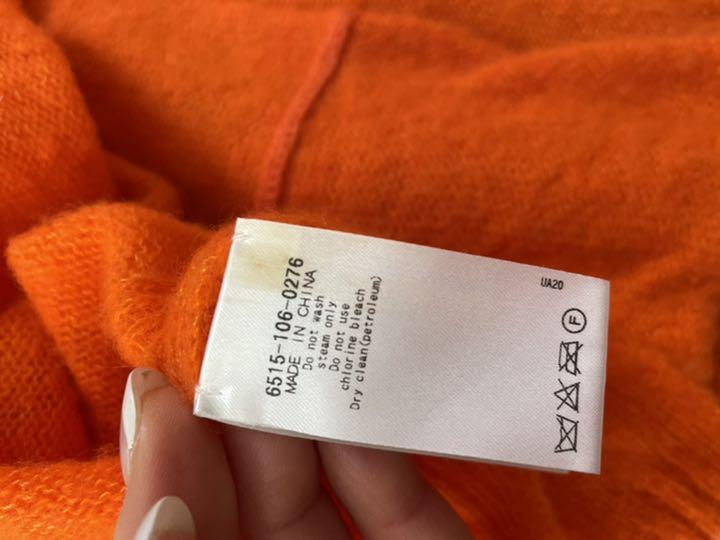 6515-106-0276
MADE IN CHINA
Do not wash
steam only
Do not use
chlorine bleach
Dry clean(petroleum)
UA20
F